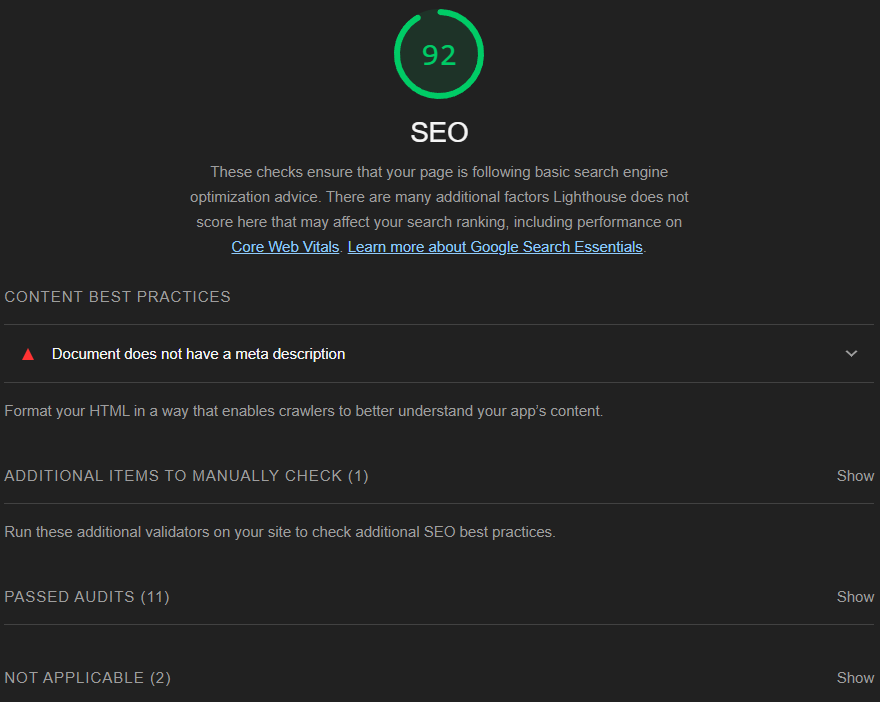 92
SEO
These checks ensure that your page is following basic search engine
optimization advice. There are many additional factors Lighthouse does not
score here that may affect your search ranking, including performance on
Core Web Vitals. Learn more about Google Search Essentials.
CONTENT BEST PRACTICES
Document does not have a meta description
Format your HTML in a way that enables crawlers to better understand your app’s content.
ADDITIONAL ITEMS TO MANUALLY CHECK (1) Show
Run these additional validators on your site to check additional SEO best practices.
PASSED AUDITS (11) Show
NOT APPLICABLE (2) Show